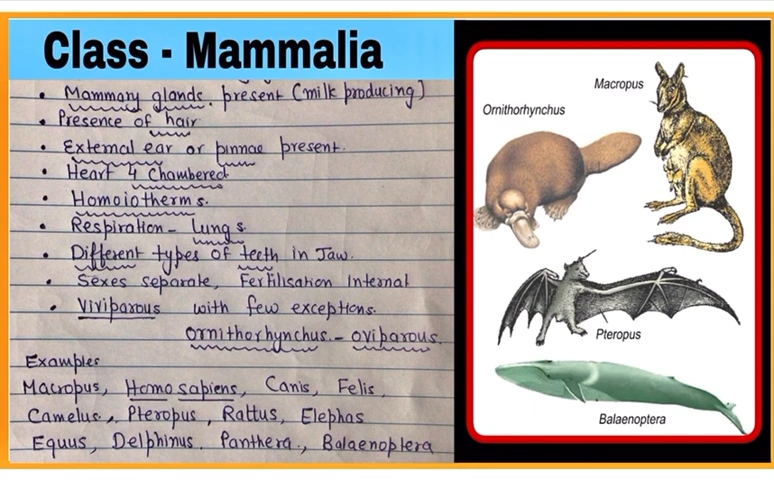 Class - Mammalia
• Mammary glands present (milk producing)
• Presence of hair
• External ear or pinnae present.
• Heart 4 Chambered
• Homoiotherms.
• Respiration - lungs.
• Different types of teeth in Jaw.
• Sexes separate, Fertilisation Internal
• Viviparous with few exceptions.
Ornithorhynchus - oviparous.
Examples
Macropus, Homo sapiens, Canis, Felis,
Camelus, Pteropus, Rattus, Elephas
Equus, Delphinus, Panthera, Balaenoptera
Macropus
Ornithorhynchus
Pteropus
Balaenoptera